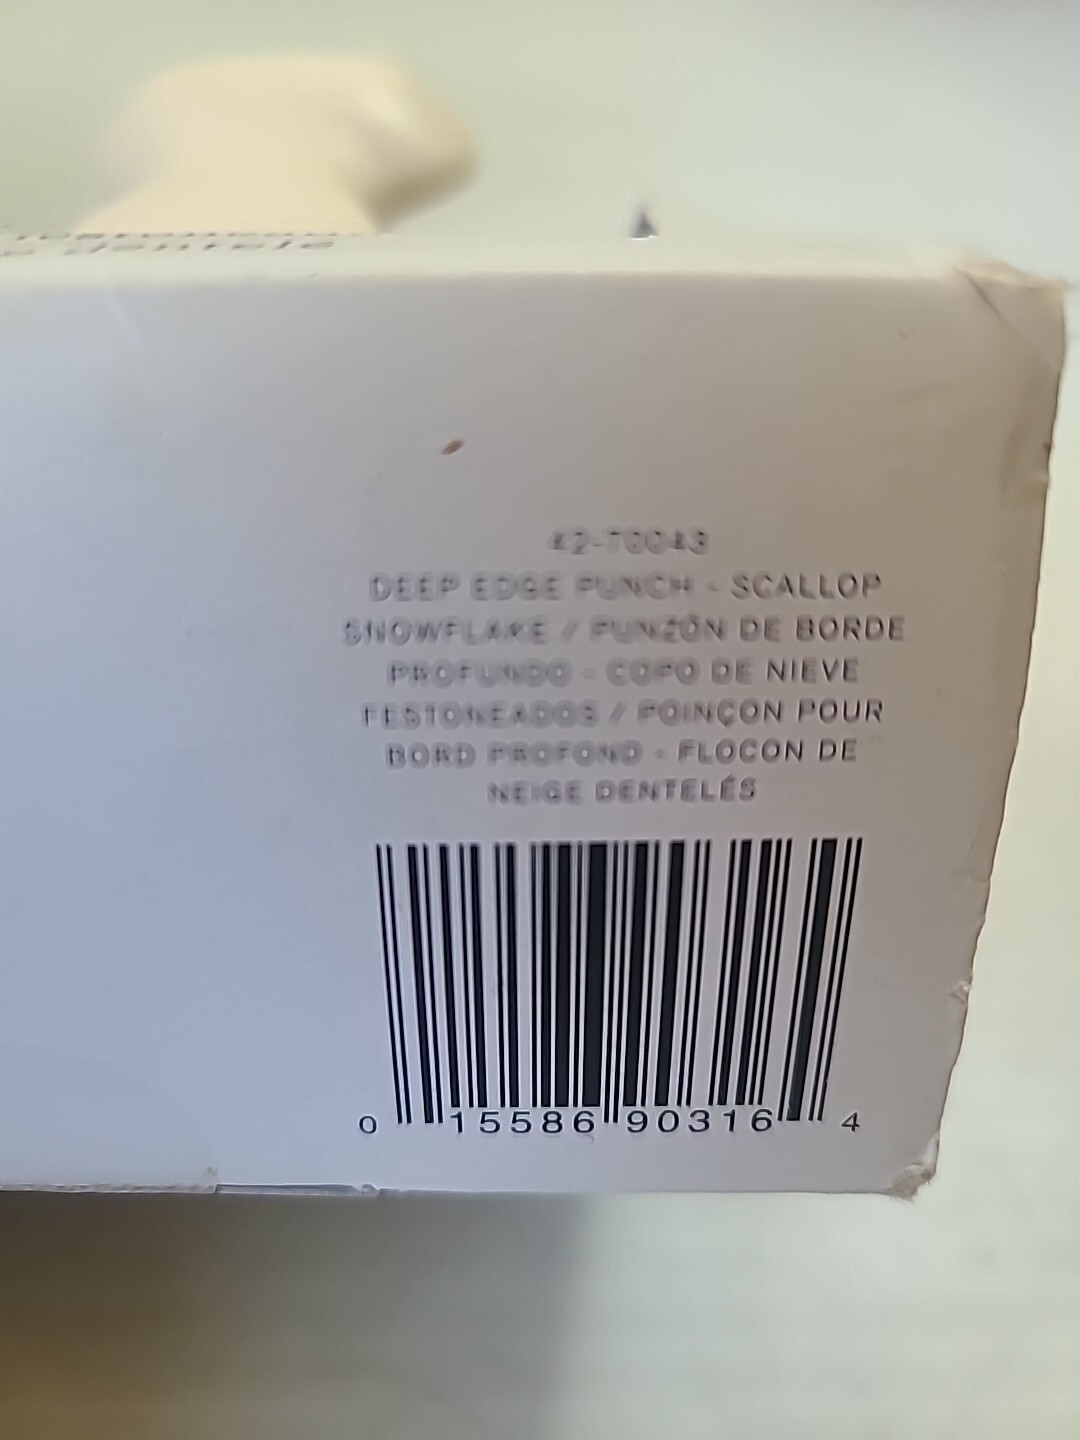 dentelé
42-70043
DEEP EDGE PUNCH - SCALLOP
SNOWFLAKE / PUNZÓN DE BORDE
PROFUNDO - COPO DE NIEVE
FESTONEADOS / POINÇON POUR
BORD PROFOND - FLOCON DE
NEIGE DENTELÉS
0 15586 90316 4